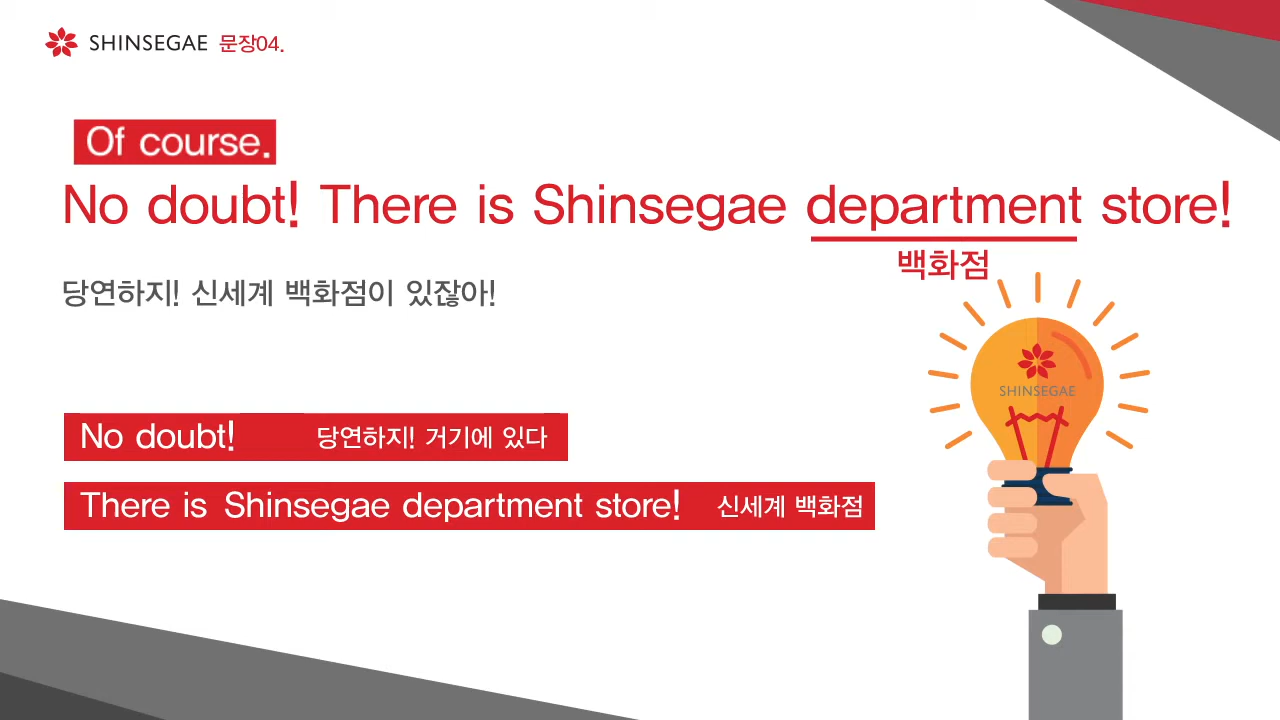 SHINSEGAE 문장04.
Of course.
No doubt! There is Shinsegae department store!
백화점
당연하지! 신세계 백화점이 있잖아!
SHINSEGAE
No doubt! 당연하지! 거기에 있다
There is Shinsegae department store! 신세계 백화점